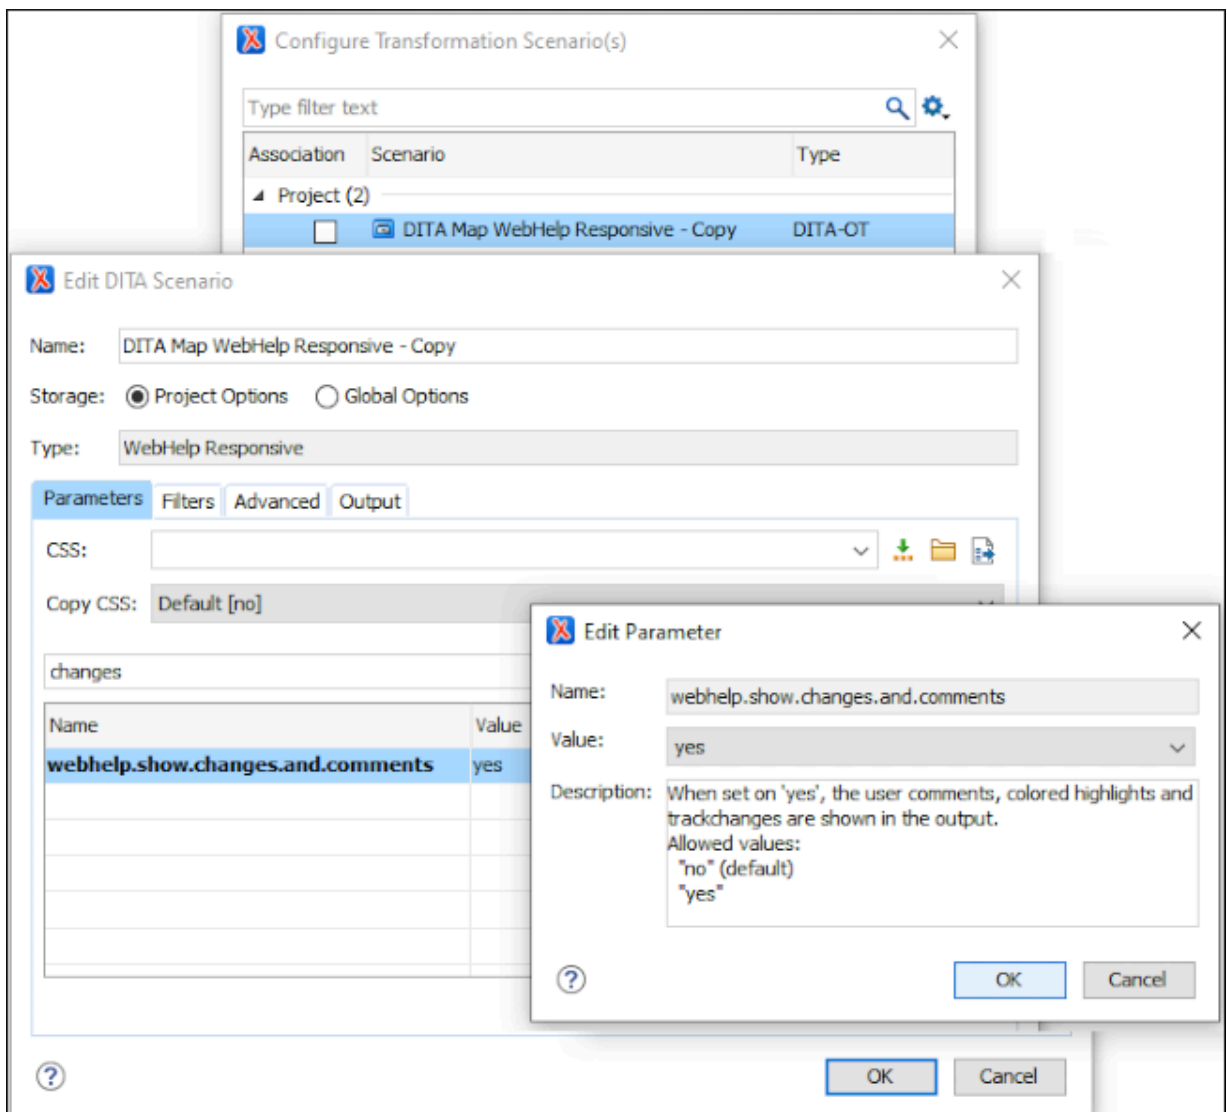 Configure Transformation Scenario(s)
Type filter text
Association Scenario Type
Project (2)
DITA Map WebHelp Responsive - Copy DITA-OT
Edit DITA Scenario
Name: DITA Map WebHelp Responsive - Copy
Storage: Project Options Global Options
Type: WebHelp Responsive
Parameters Filters Advanced Output
CSS:
Copy CSS: Default [no]
changes
Name Value
webhelp.show.changes.and.comments yes
Edit Parameter
Name: webhelp.show.changes.and.comments
Value: yes
Description: When set on 'yes', the user comments, colored highlights and
trackchanges are shown in the output.
Allowed values:
"no" (default)
"yes"
OK Cancel
OK Cancel